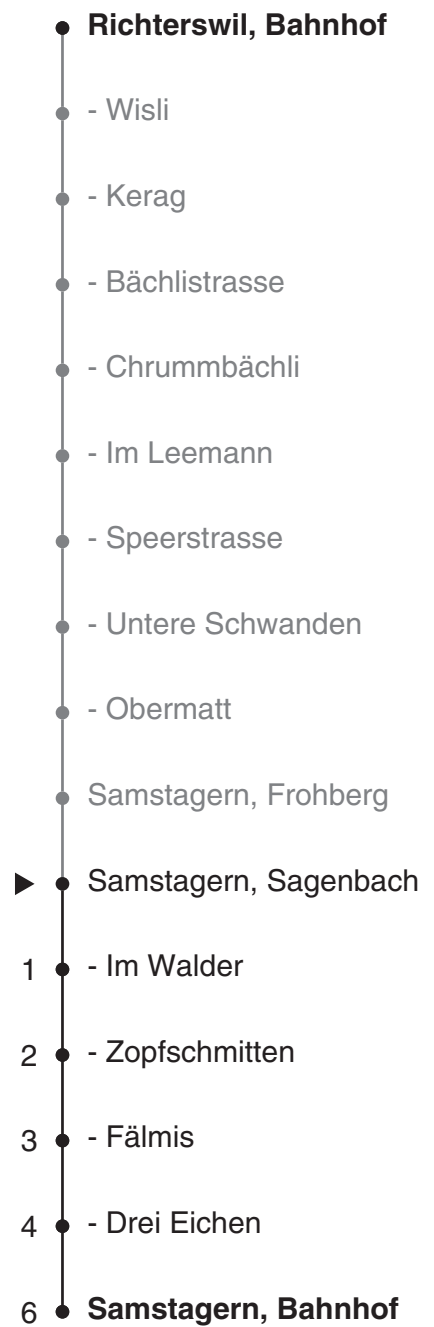 Richterswil, Bahnhof
- Wisli
- Kerag
- Bächlistrasse
- Chrummbächli
- Im Leemann
- Speerstrasse
- Untere Schwanden
- Obermatt
Samstagern, Frohberg
Samstagern, Sagenbach
1 - Im Walder
2 - Zopfschmitten
3 - Fälmis
4 - Drei Eichen
6 Samstagern, Bahnhof